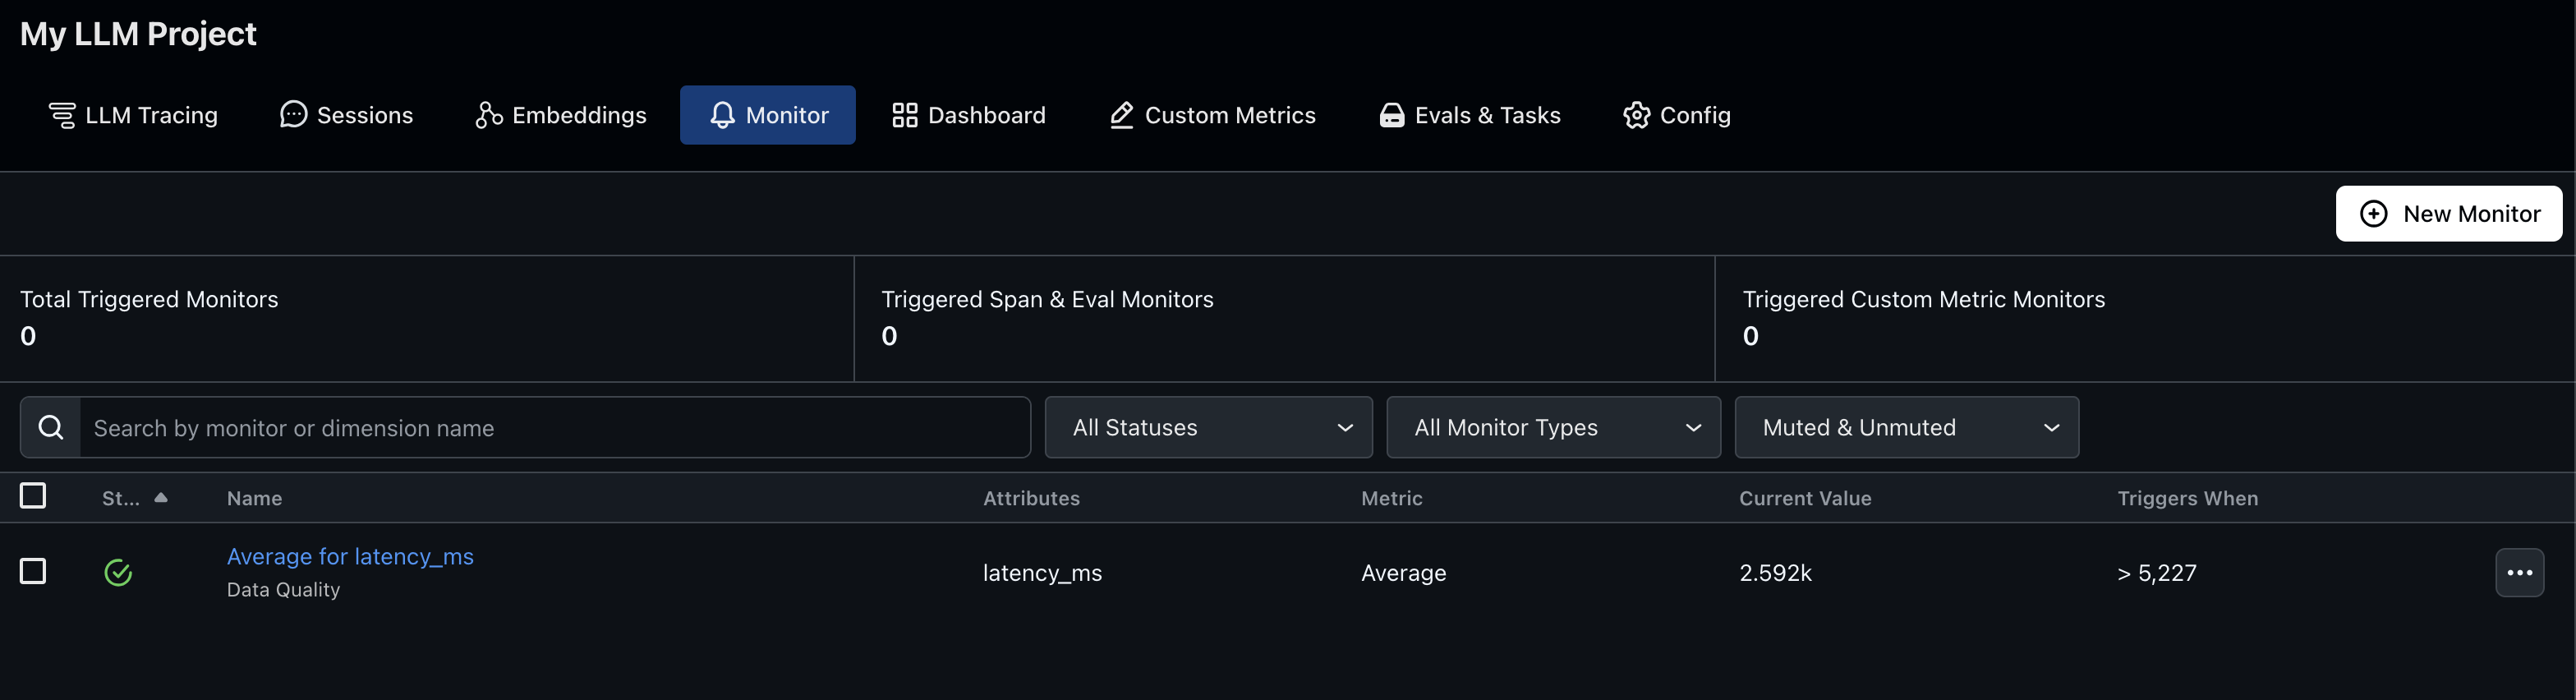 My LLM Project
LLM Tracing Sessions Embeddings Monitor Dashboard Custom Metrics Evals & Tasks Config
New Monitor
Total Triggered Monitors Triggered Span & Eval Monitors Triggered Custom Metric Monitors
0 0 0
Search by monitor or dimension name All Statuses All Monitor Types Muted & Unmuted
St... Name Attributes Metric Current Value Triggers When
Average for latency_ms latency_ms Average 2.592k > 5,227
Data Quality